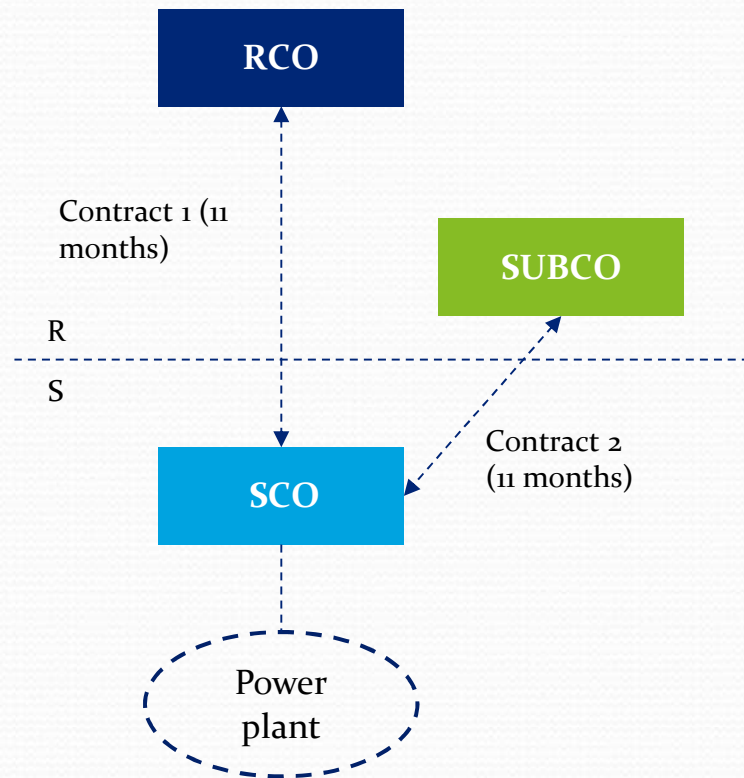 RCO
Contract 1 (11
months)
SUBCO
R
S
Contract 2
(11 months)
SCO
Power
plant